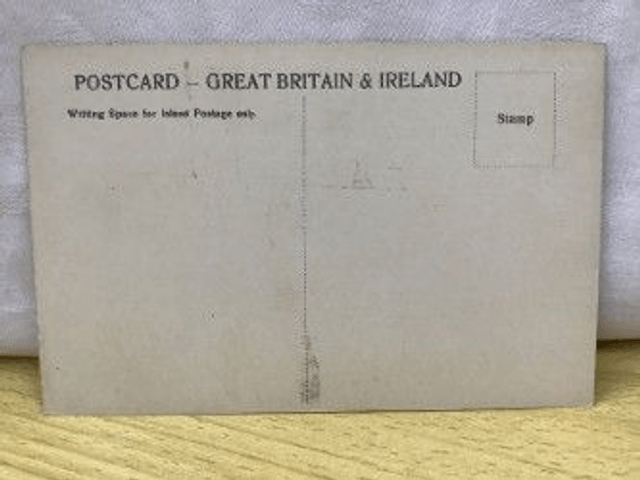 POSTCARD – GREAT BRITAIN & IRELAND
Writing Space for Inland Postage only.
Stamp